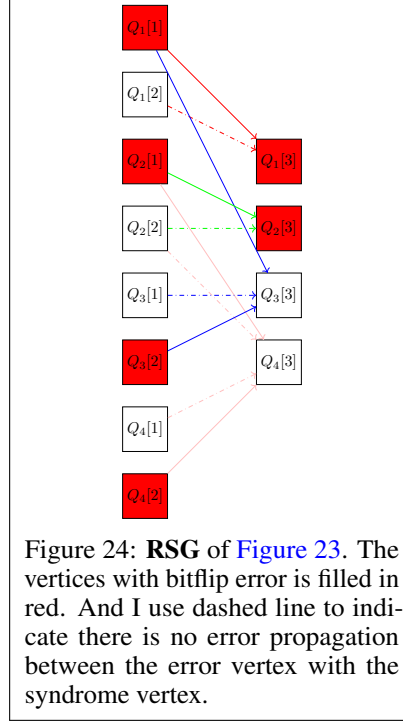 Q₁[1]
Q₁[2]
Q₂[1]
Q₁[3]
Q₂[2]
Q₂[3]
Q₃[1]
Q₃[3]
Q₃[2]
Q₄[3]
Q₄[1]
Q₄[2]
Figure 24: RSG of Figure 23. The
vertices with bitflip error is filled in
red. And I use dashed line to indi-
cate there is no error propagation
between the error vertex with the
syndrome vertex.